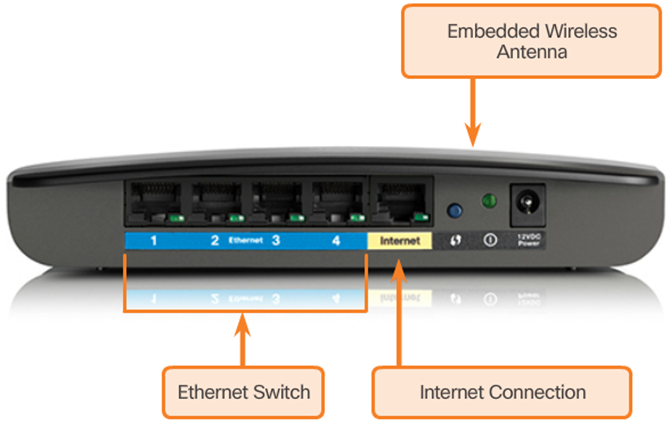 Embedded Wireless
Antenna
1 2 Ethernet 3 4 Internet 12VDC
Power
Ethernet Switch
Internet Connection